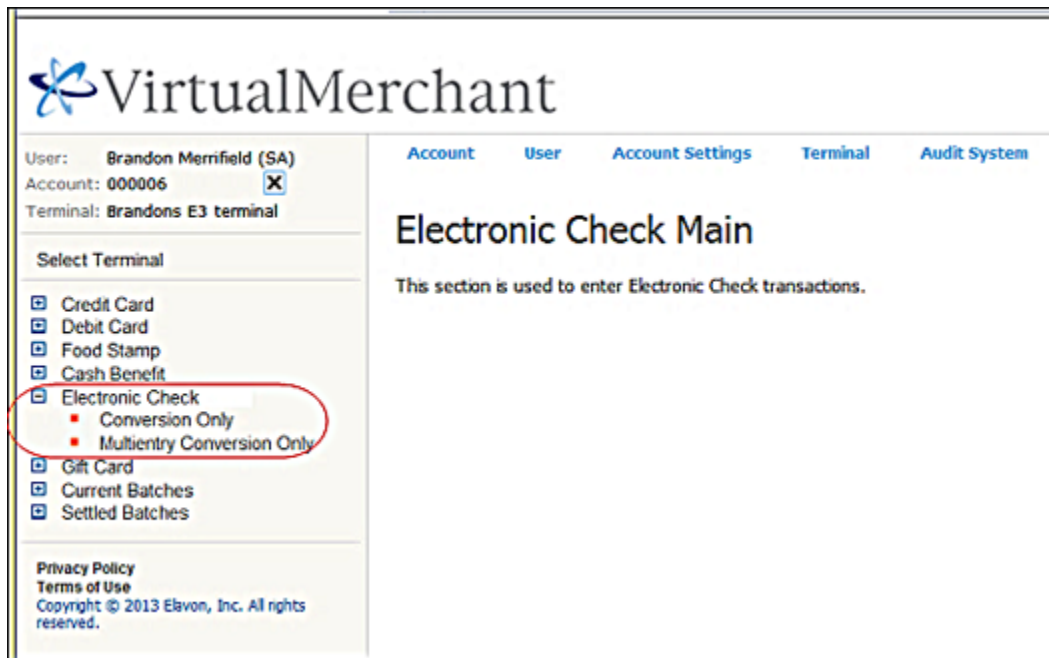 VirtualMerchant
User: Brandon Merrifield (SA)
Account: 000006
Terminal: Brandons E3 terminal
Select Terminal
Credit Card
Debit Card
Food Stamp
Cash Benefit
Electronic Check
Conversion Only
Multientry Conversion Only
Gift Card
Current Batches
Settled Batches
Privacy Policy
Terms of Use
Copyright © 2013 Elavon, Inc. All rights
reserved.
Account User Account Settings Terminal Audit System
Electronic Check Main
This section is used to enter Electronic Check transactions.